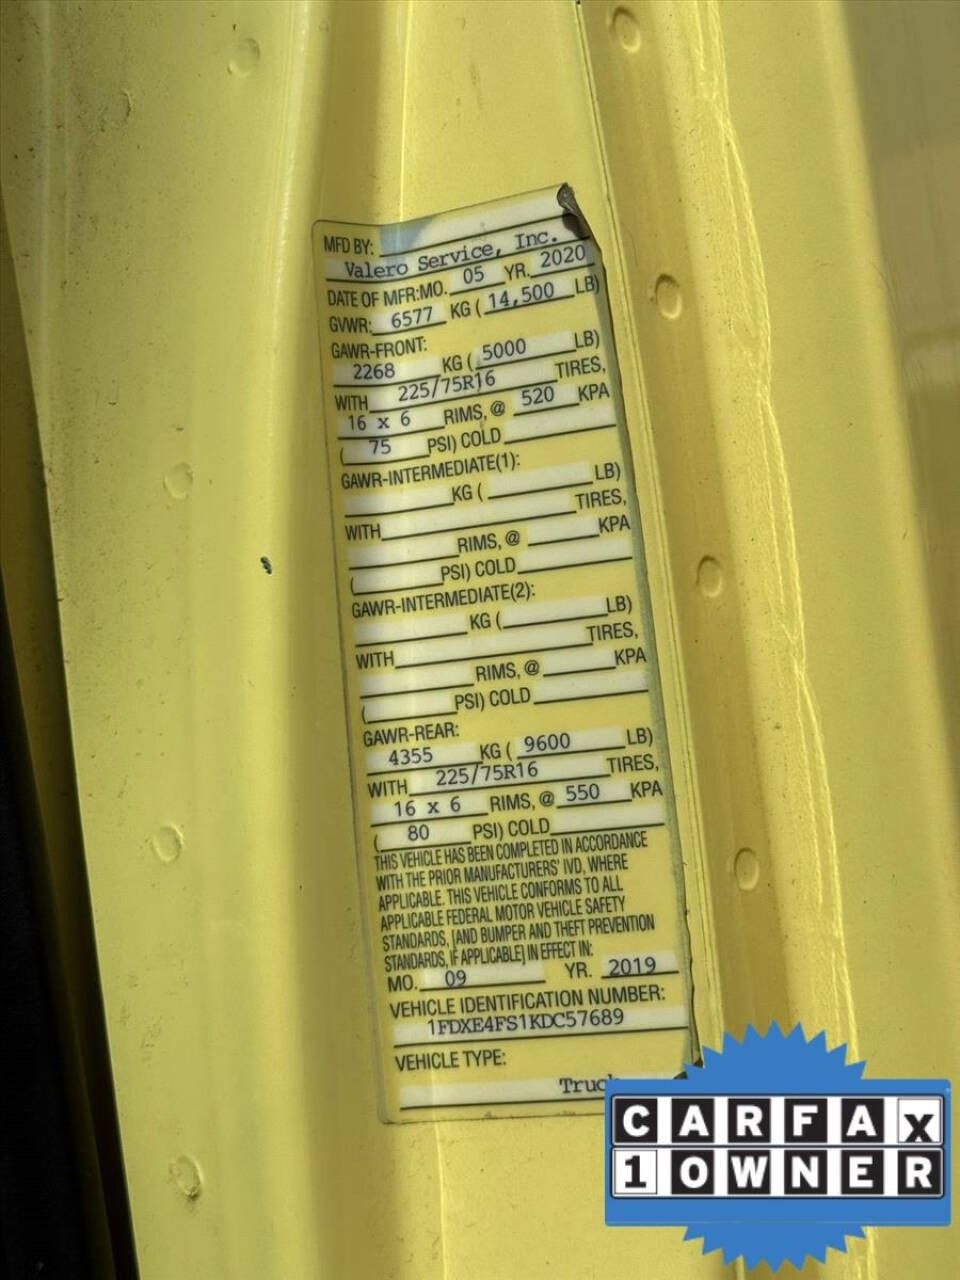 MFD BY:
Valero Service, Inc.
DATE OF MFR:MO. 05 YR. 2020
GVWR: 6577 KG ( 14,500 LB)
GAWR-FRONT:
2268 KG ( 5000 LB)
WITH 225/75R16 TIRES,
16 x 6 RIMS, @ 520 KPA
( 75 PSI) COLD
GAWR-INTERMEDIATE(1):
KG ( LB)
WITH TIRES,
RIMS, @ KPA
( PSI) COLD
GAWR-INTERMEDIATE(2):
KG ( LB)
WITH TIRES,
RIMS, @ KPA
( PSI) COLD
GAWR-REAR:
4355 KG ( 9600 LB)
WITH 225/75R16 TIRES,
16 x 6 RIMS, @ 550 KPA
( 80 PSI) COLD
THIS VEHICLE HAS BEEN COMPLETED IN ACCORDANCE
WITH THE PRIOR MANUFACTURERS' IVD, WHERE
APPLICABLE. THIS VEHICLE CONFORMS TO ALL
APPLICABLE FEDERAL MOTOR VEHICLE SAFETY
STANDARDS, [AND BUMPER AND THEFT PREVENTION
STANDARDS, IF APPLICABLE] IN EFFECT IN:
MO. 09 YR. 2019
VEHICLE IDENTIFICATION NUMBER:
1FDXE4FS1KDC57689
VEHICLE TYPE:
Truck
CARFAX
1 OWNER